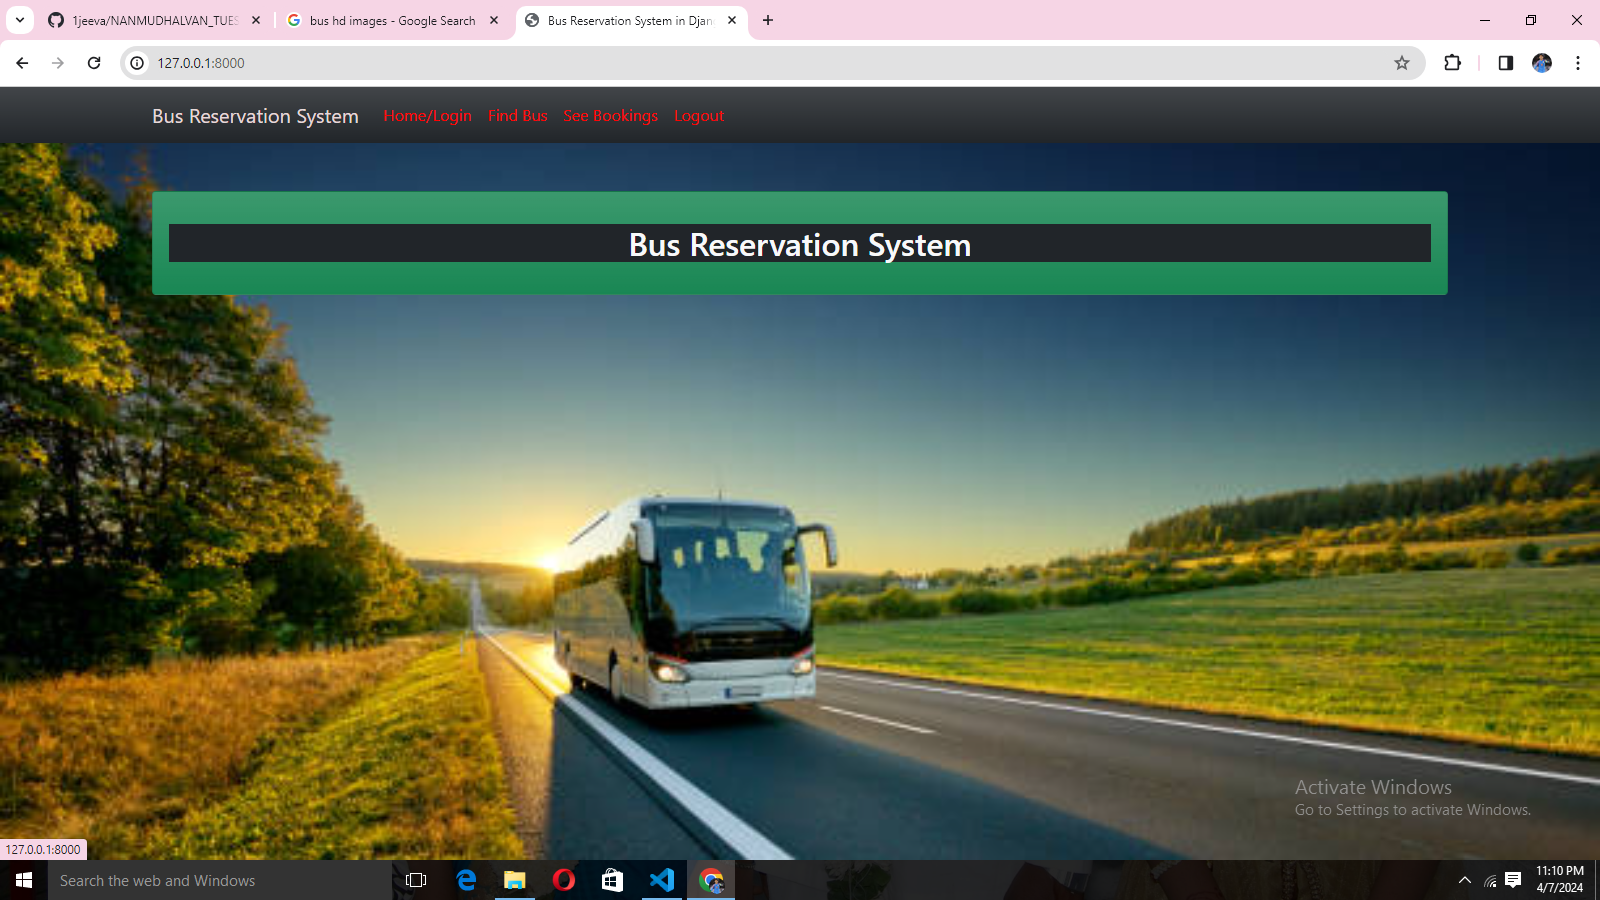 1jeeva/NANMUDHALVAN_TUES
bus hd images - Google Search
Bus Reservation System in Djan
127.0.0.1:8000
Bus Reservation System
Home/Login
Find Bus
See Bookings
Logout
Bus Reservation System
Activate Windows
Go to Settings to activate Windows.
127.0.0.1:8000
Search the web and Windows
11:10 PM
4/7/2024